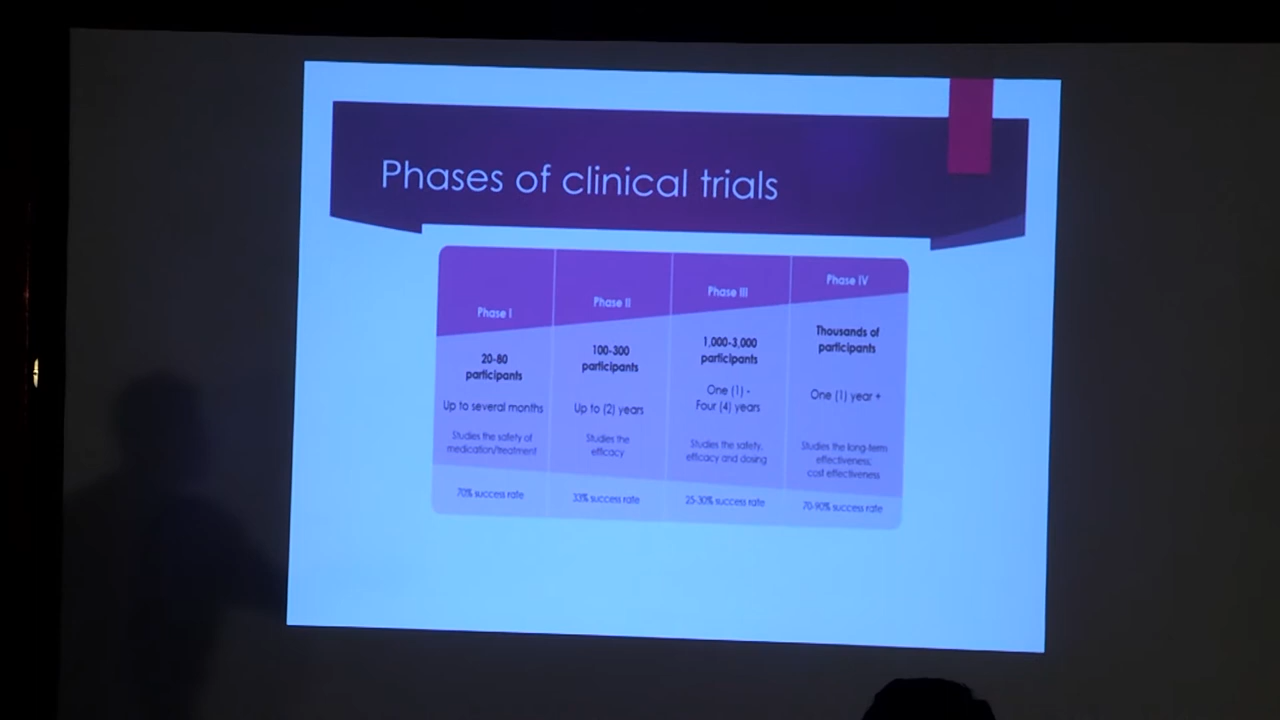 Phases of clinical trials
Phase I
20-80
participants
Up to several months
Studies the safety of
medication/treatment
70% success rate
Phase II
100-300
participants
Up to (2) years
Studies the
efficacy
33% success rate
Phase III
1,000-3,000
participants
One (1) -
Four (4) years
Studies the safety,
efficacy and dosing
25-30% success rate
Phase IV
Thousands of
participants
One (1) year +
Studies the long-term
effectiveness;
cost effectiveness
70-90% success rate